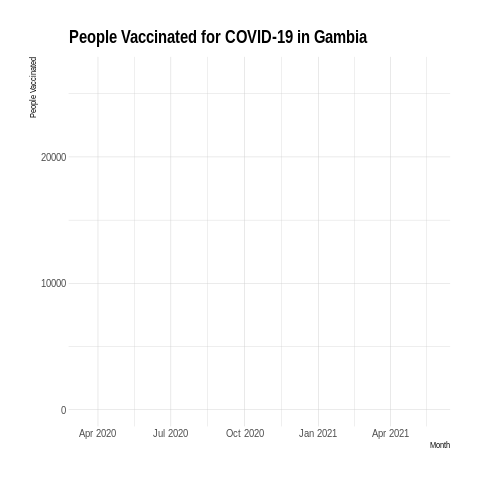 People Vaccinated for COVID-19 in Gambia
People Vaccinated
20000
10000
0
Apr 2020 Jul 2020 Oct 2020 Jan 2021 Apr 2021
Month